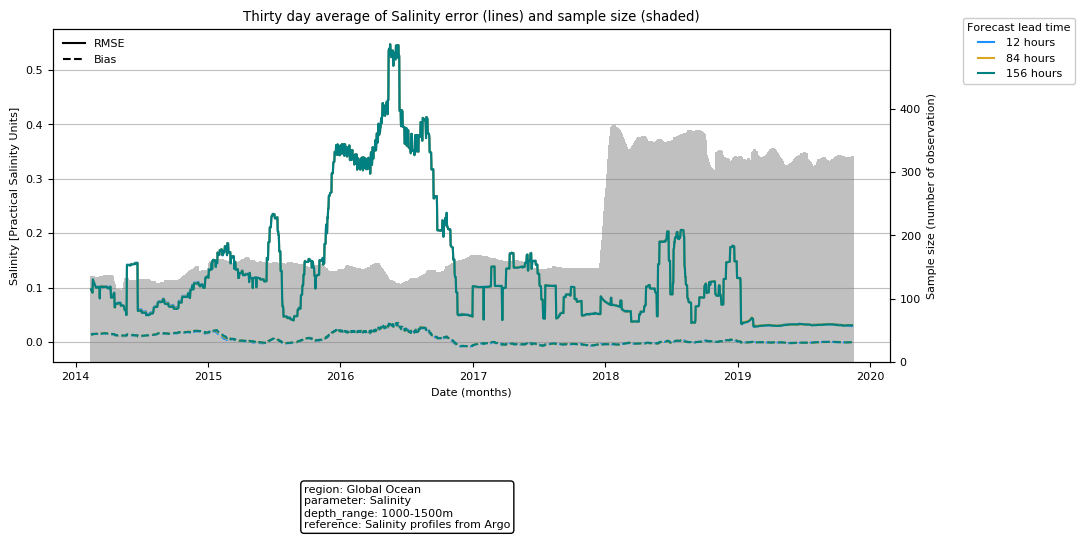 Thirty day average of Salinity error (lines) and sample size (shaded)
Forecast lead time
12 hours
84 hours
156 hours
RMSE
Bias
Salinity [Practical Salinity Units]
0.5
0.4
0.3
0.2
0.1
0.0
400
300
200
100
0
Sample size (number of observation)
2014 2015 2016 2017 2018 2019 2020
Date (months)
region: Global Ocean
parameter: Salinity
depth_range: 1000-1500m
reference: Salinity profiles from Argo